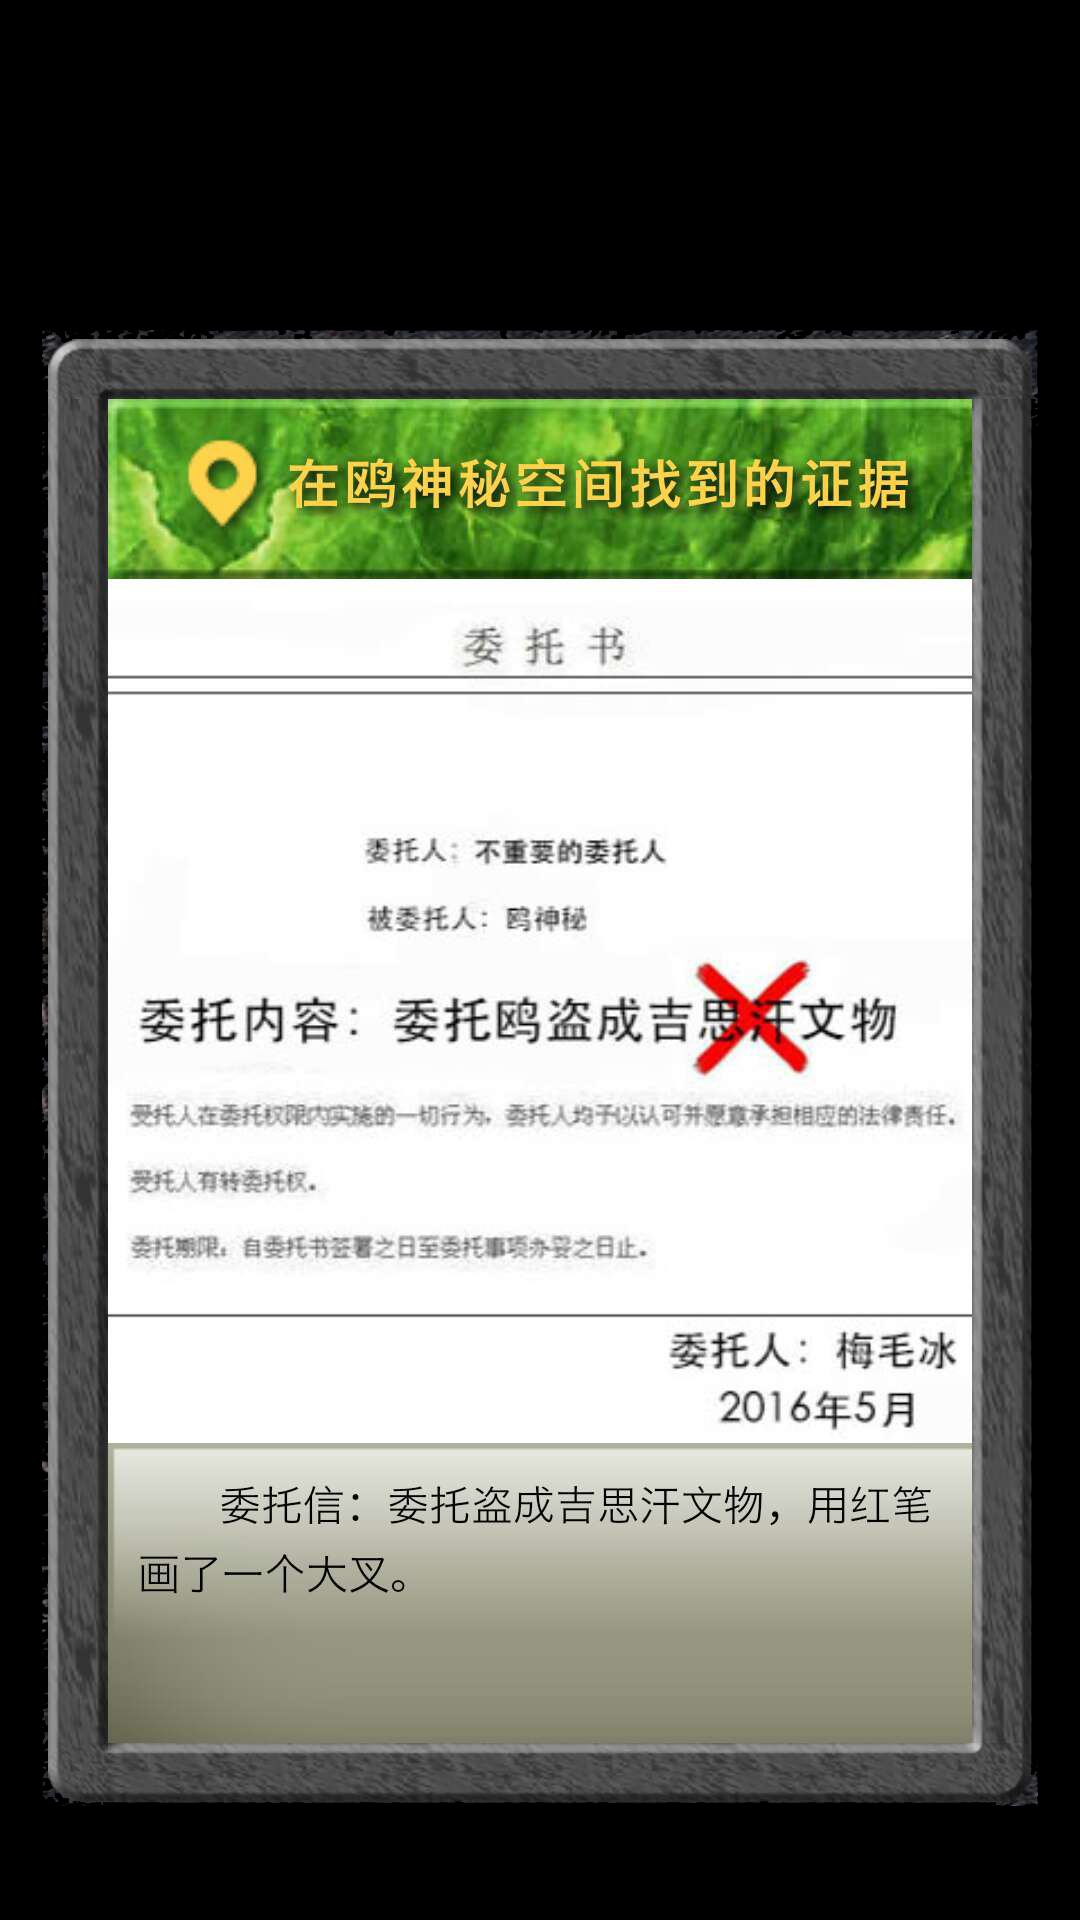 在鸥神秘空间找到的证据
委托书
委托人：不重要的委托人
被委托人：鸥神秘
委托内容：委托鸥盗成吉思汗文物
受托人在委托权限内实施的一切行为，委托人均予以认可并愿意承担相应的法律责任。
受托人有转委托权。
委托期限：自委托书签署之日至委托事项办妥之日止。
委托人：梅毛冰
2016年5月
委托信：委托盗成吉思汗文物，用红笔
画了一个大叉。